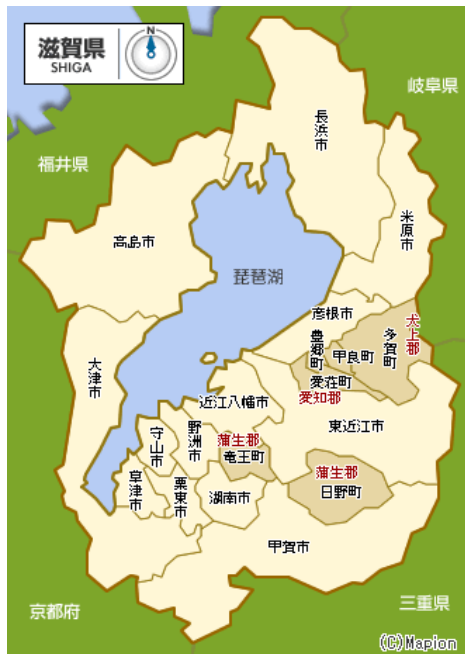 滋賀県
SHIGA
N
岐阜県
長浜市
福井県
米原市
高島市
琵琶湖
彦根市
犬上郡
多賀町
豊郷町
甲良町
大津市
愛荘町
愛知郡
近江八幡市
東近江市
守山市
野洲市
蒲生郡
竜王町
蒲生郡
日野町
草津市
栗東市
湖南市
甲賀市
京都府
三重県
(C)Mapion